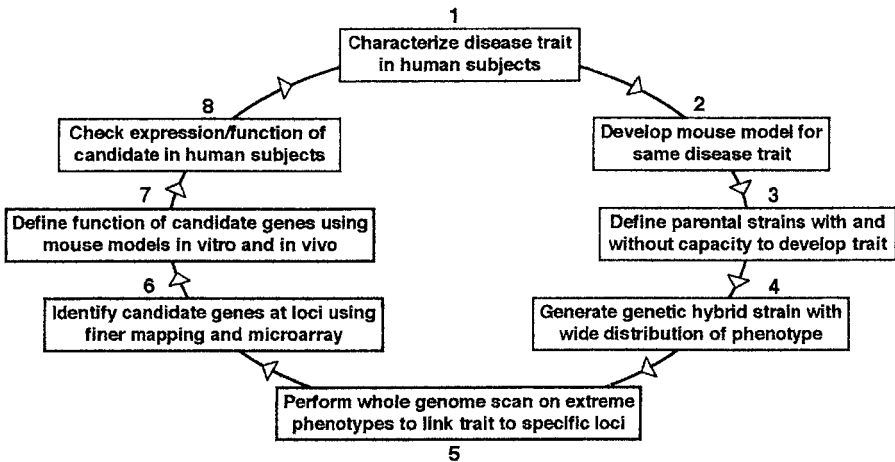 1
Characterize disease trait
in human subjects
2
Develop mouse model for
same disease trait
3
Define parental strains with and
without capacity to develop trait
4
Generate genetic hybrid strain with
wide distribution of phenotype
Perform whole genome scan on extreme
phenotypes to link trait to specific loci
5
6
Identify candidate genes at loci using
finer mapping and microarray
7
Define function of candidate genes using
mouse models in vitro and in vivo
8
Check expression/function of
candidate in human subjects